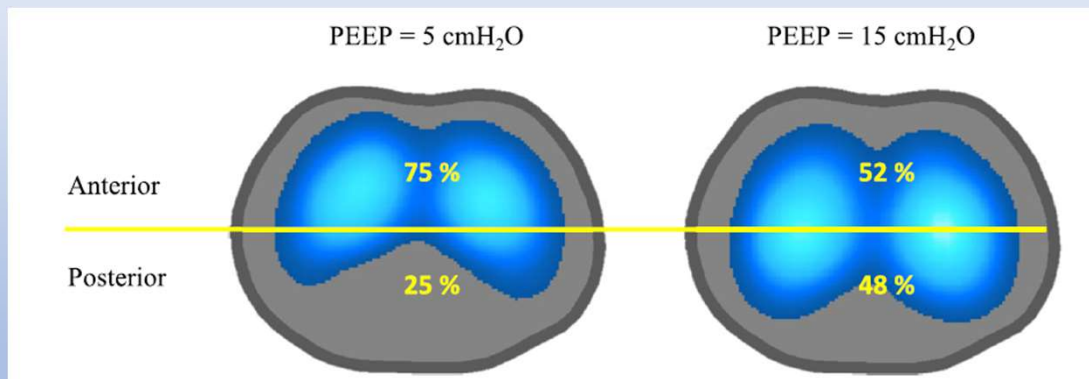 PEEP = 5 cmH₂O
PEEP = 15 cmH₂O
75 %
52 %
Anterior
Posterior
25 %
48 %